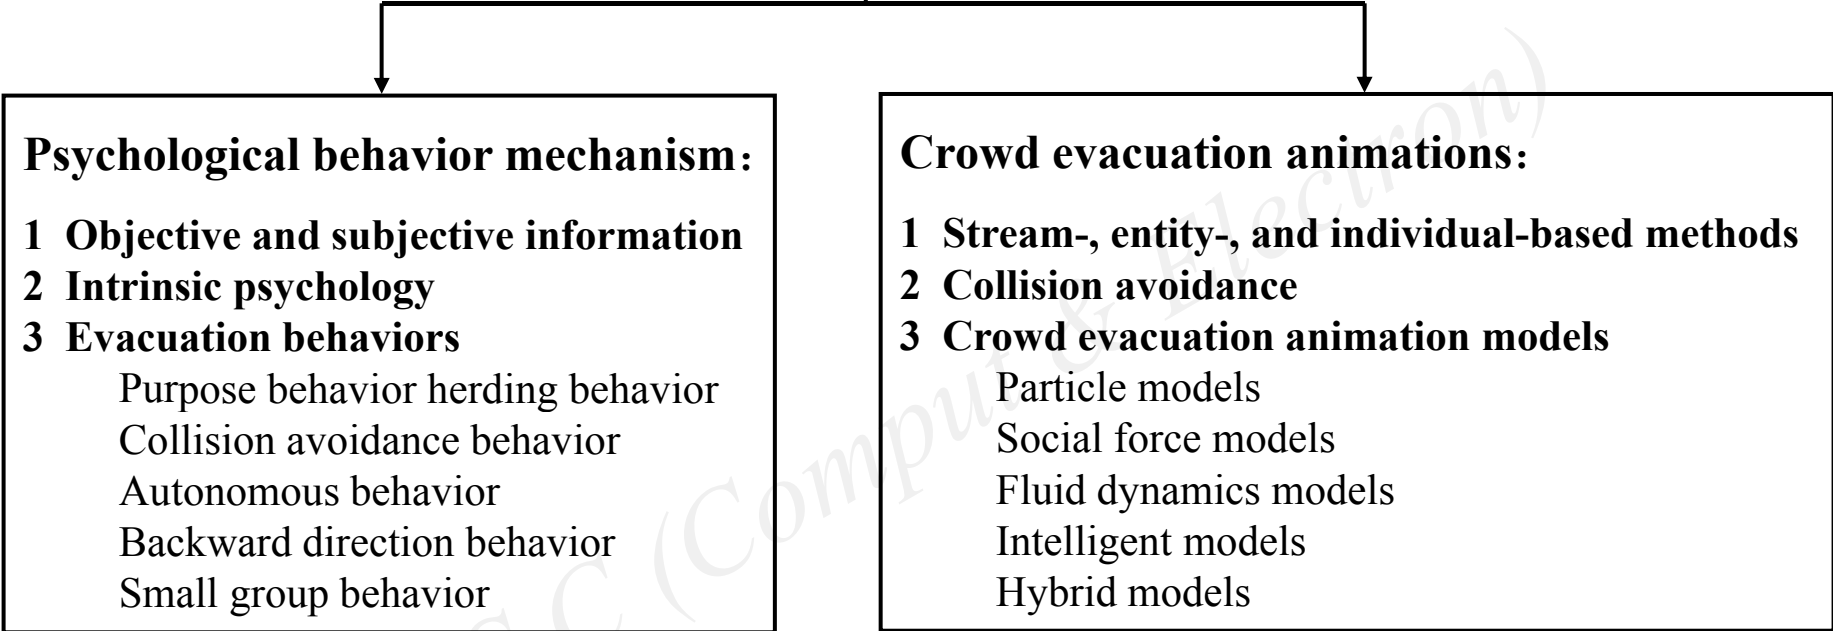 Psychological behavior mechanism：
1 Objective and subjective information
2 Intrinsic psychology
3 Evacuation behaviors
Purpose behavior herding behavior
Collision avoidance behavior
Autonomous behavior
Backward direction behavior
Small group behavior
Crowd evacuation animations：
1 Stream-, entity-, and individual-based methods
2 Collision avoidance
3 Crowd evacuation animation models
Particle models
Social force models
Fluid dynamics models
Intelligent models
Hybrid models
C (Comput & Electron)